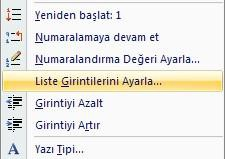 Yeniden başlat: 1
Numaralamaya devam et
Numaralandırma Değeri Ayarla...
Liste Girintilerini Ayarla...
Girintiyi Azalt
Girintiyi Artır
Yazı Tipi...